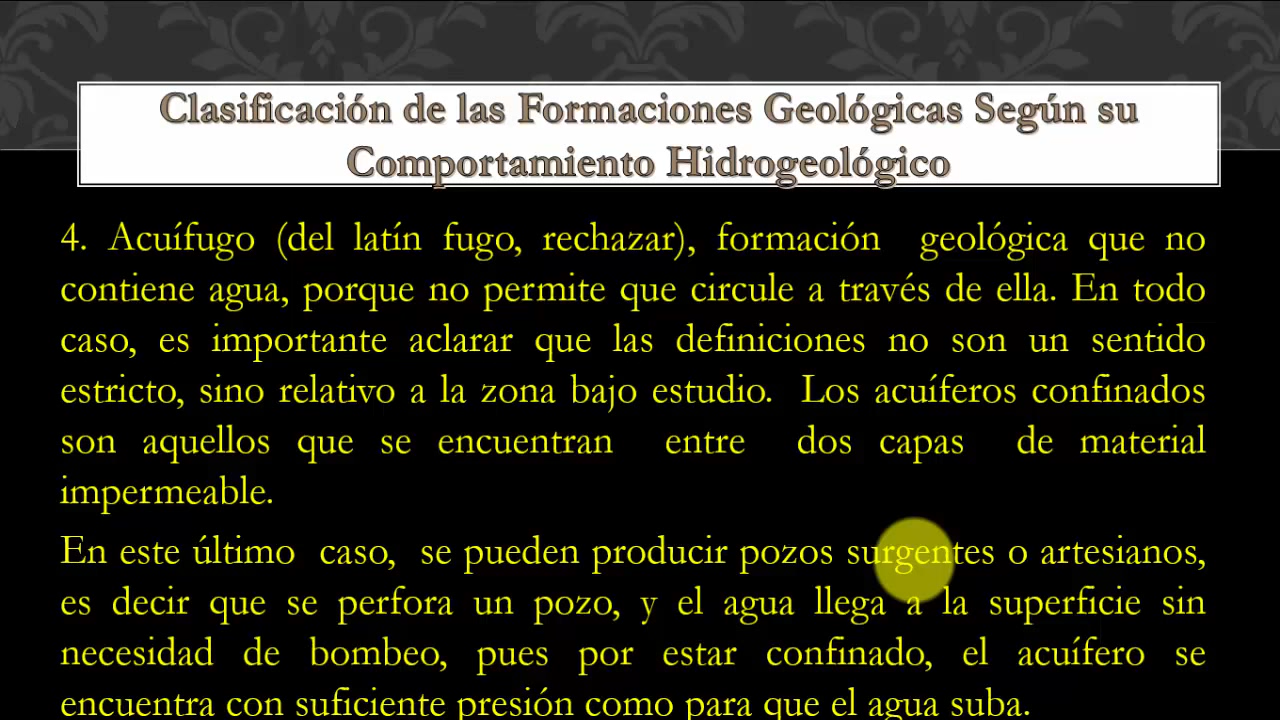 Clasificación de las Formaciones Geológicas Según su
Comportamiento Hidrogeológico
4. Acuífugo (del latín fugo, rechazar), formación geológica que no
contiene agua, porque no permite que circule a través de ella. En todo
caso, es importante aclarar que las definiciones no son un sentido
estricto, sino relativo a la zona bajo estudio. Los acuíferos confinados
son aquellos que se encuentran entre dos capas de material
impermeable.
En este último caso, se pueden producir pozos surgentes o artesianos,
es decir que se perfora un pozo, y el agua llega a la superficie sin
necesidad de bombeo, pues por estar confinado, el acuífero se
encuentra con suficiente presión como para que el agua suba.